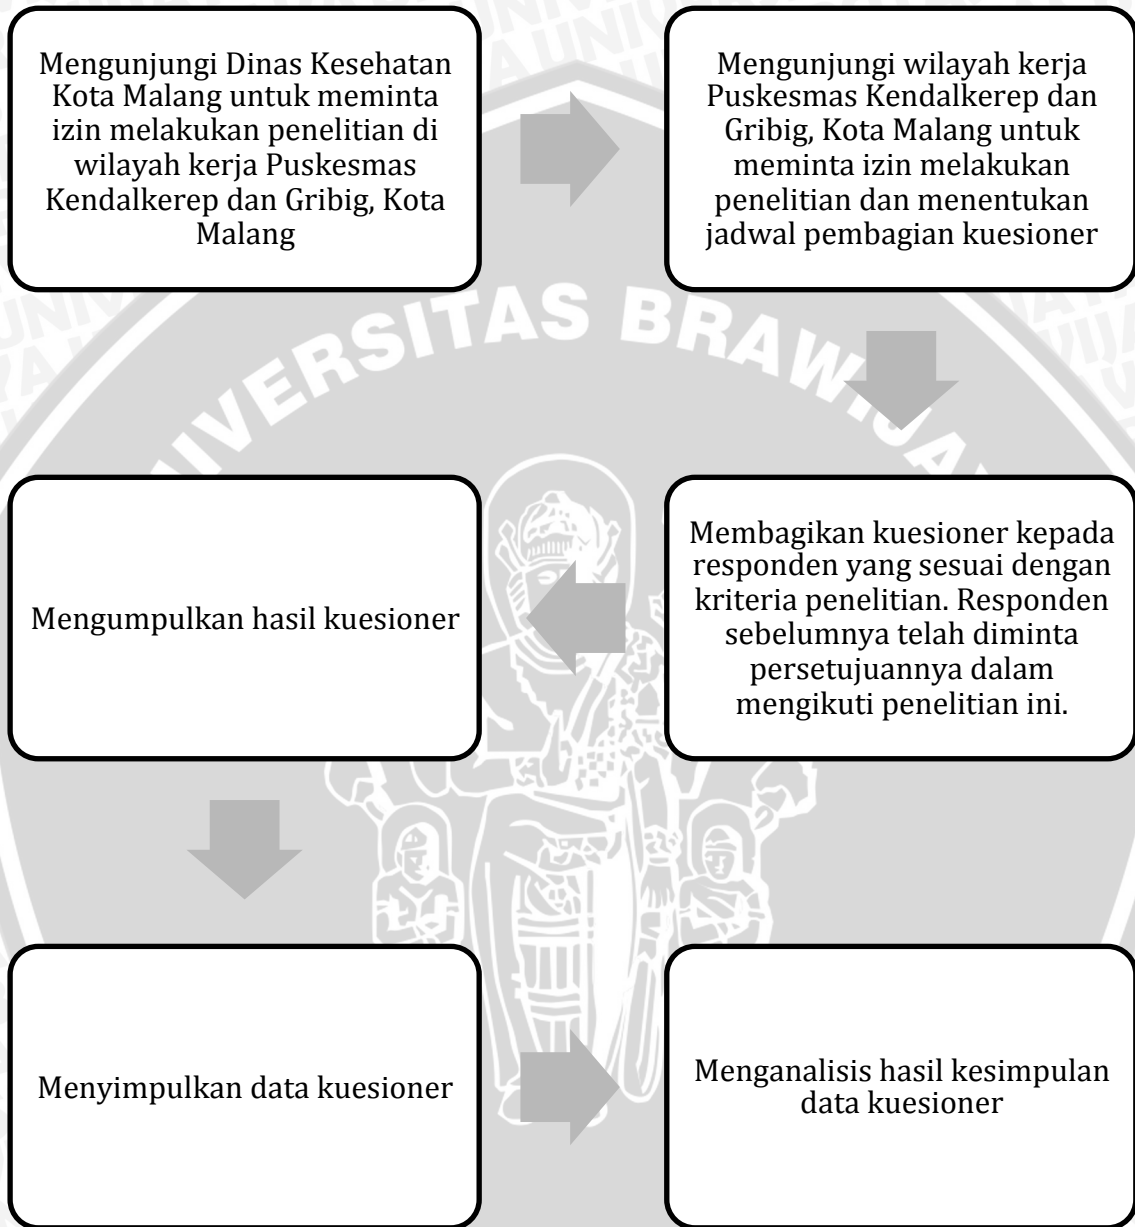 Mengunjungi Dinas Kesehatan
Kota Malang untuk meminta
izin melakukan penelitian di
wilayah kerja Puskesmas
Kendalkerep dan Gribig, Kota
Malang
Mengunjungi wilayah kerja
Puskesmas Kendalkerep dan
Gribig, Kota Malang untuk
meminta izin melakukan
penelitian dan menentukan
jadwal pembagian kuesioner
Membagikan kuesioner kepada
responden yang sesuai dengan
kriteria penelitian. Responden
sebelumnya telah diminta
persetujuannya dalam
mengikuti penelitian ini.
Mengumpulkan hasil kuesioner
Menyimpulkan data kuesioner
Menganalisis hasil kesimpulan
data kuesioner